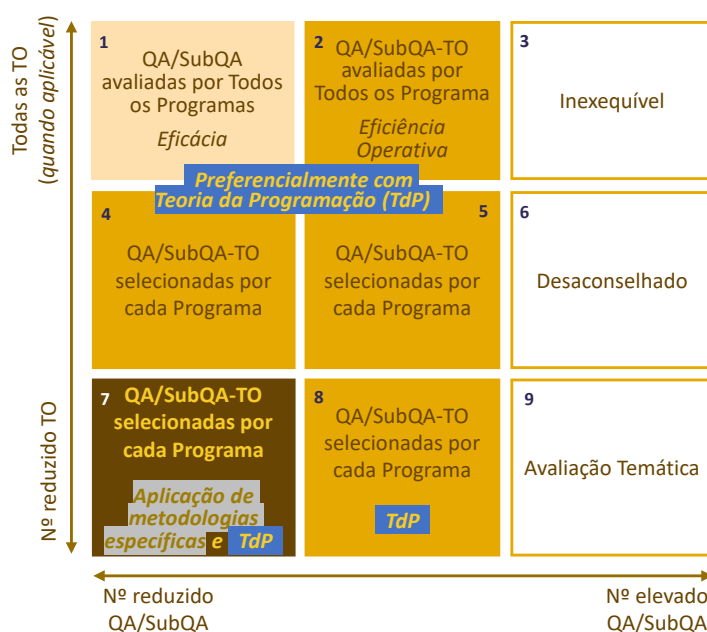 Todas as TO
(quando aplicável)
1
QA/SubQA
avaliadas por Todos
os Programas
Eficácia
2
QA/SubQA-TO
avaliadas por
Todos os Programa
Eficiência
Operativa
3
Inexequível
Preferencialmente com
Teoria da Programação (TdP)
4
QA/SubQA-TO
selecionadas por
cada Programa
5
QA/SubQA-TO
selecionadas por
cada Programa
6
Desaconselhado
Nº reduzido TO
7
QA/SubQA-TO
selecionadas por
cada Programa
Aplicação de
metodologias
específicas e TdP
8
QA/SubQA-TO
selecionadas por
cada Programa
TdP
9
Avaliação Temática
Nº reduzido
QA/SubQA
Nº elevado
QA/SubQA